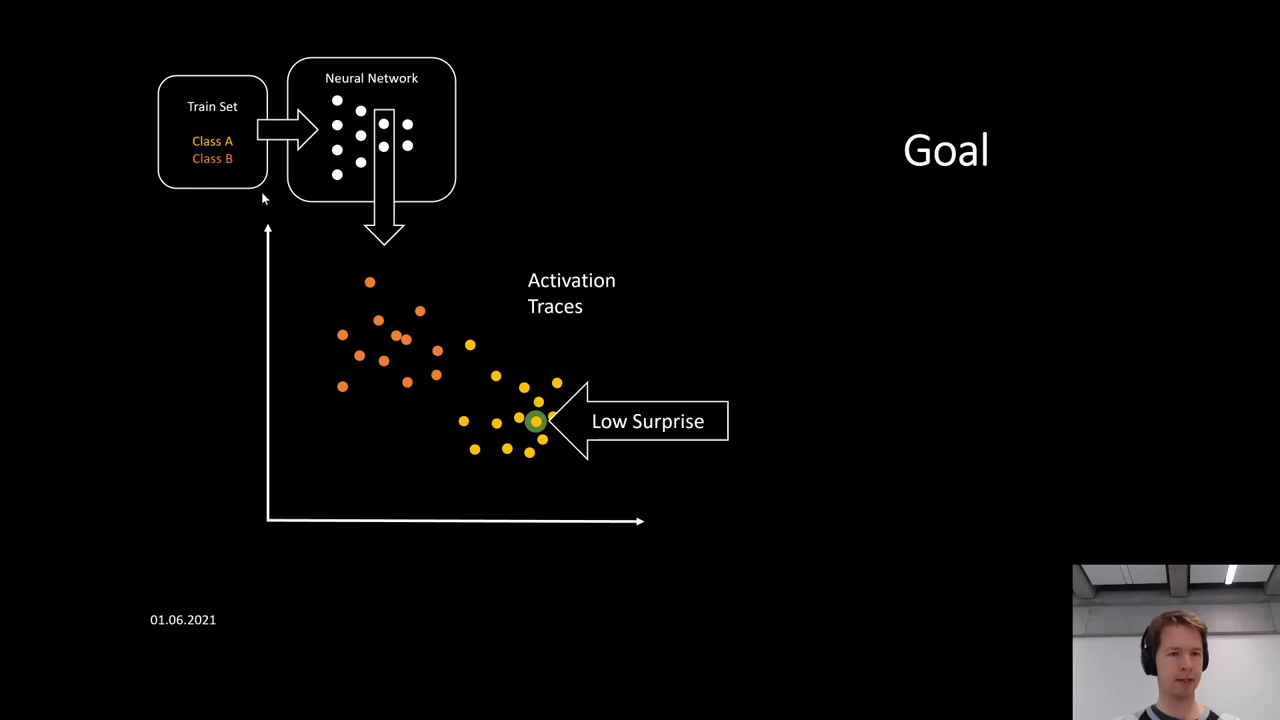 Neural Network
Train Set
Class A
Class B
Goal
Activation
Traces
Low Surprise
01.06.2021